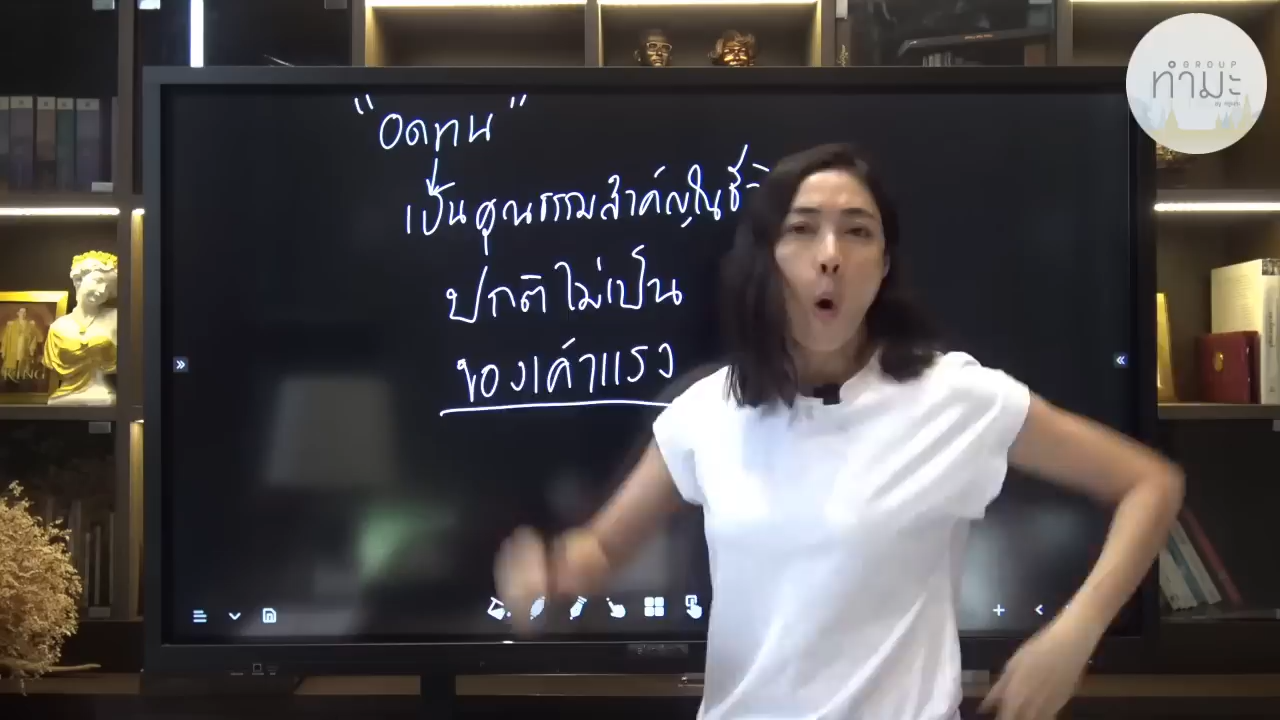 "อดทน"
เป็นคุณธรรมสำคัญในชี
ปกติไม่เป็น
ของเค้าแรง
GROUP
ทำมะ
KING